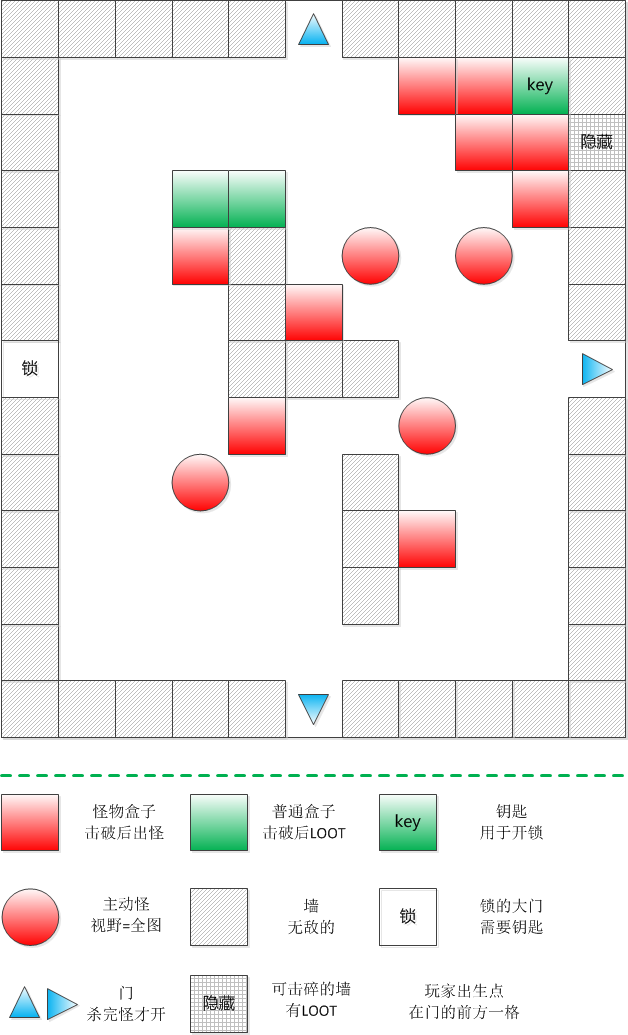 key
隐藏
锁
怪物盒子
击破后出怪
普通盒子
击破后LOOT
key
钥匙
用于开锁
主动怪
视野=全图
墙
无敌的
锁
锁的大门
需要钥匙
门
杀完怪才开
隐藏
可击碎的墙
有LOOT
玩家出生点
在门的前方一格